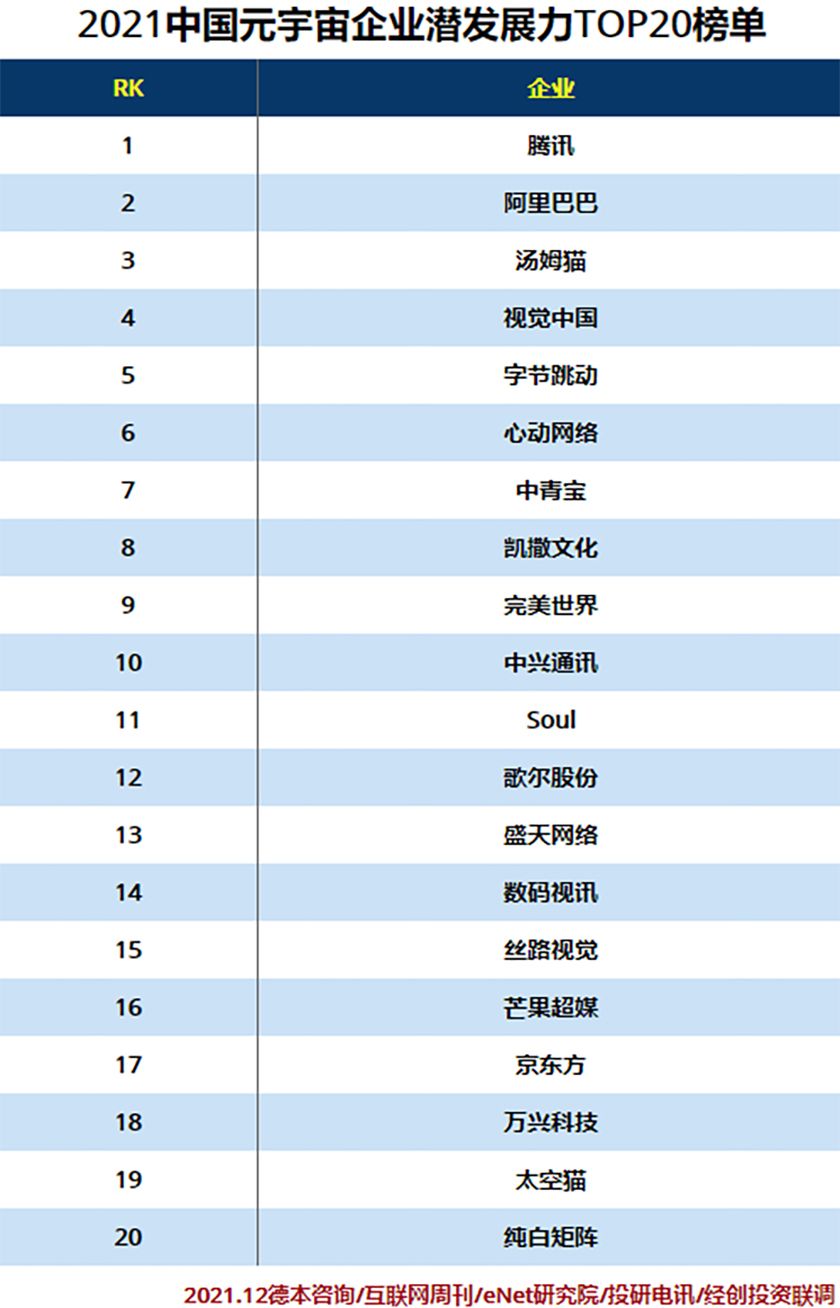 2021中国元宇宙企业潜发展力TOP20榜单
RK 企业
1 腾讯
2 阿里巴巴
3 汤姆猫
4 视觉中国
5 字节跳动
6 心动网络
7 中青宝
8 凯撒文化
9 完美世界
10 中兴通讯
11 Soul
12 歌尔股份
13 盛天网络
14 数码视讯
15 丝路视觉
16 芒果超媒
17 京东方
18 万兴科技
19 太空猫
20 纯白矩阵
2021.12德本咨询/互联网周刊/eNet研究院/投研电讯/经创投资联调